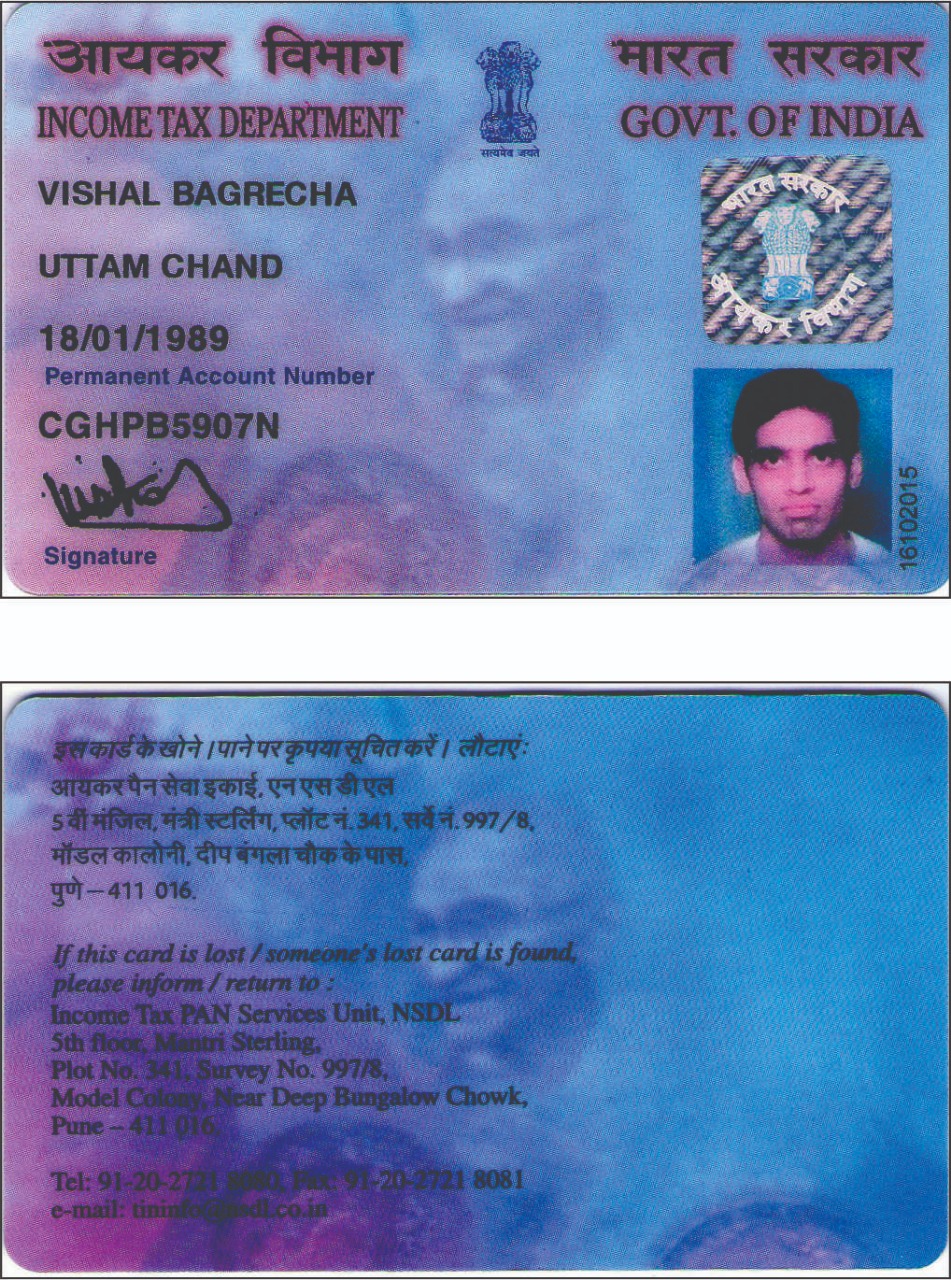 आयकर विभाग
INCOME TAX DEPARTMENT
सत्यमेव जयते
भारत सरकार
GOVT. OF INDIA
VISHAL BAGRECHA
UTTAM CHAND
18/01/1989
Permanent Account Number
CGHPB5907N
Signature
भारत सरकार
आयकर विभाग
16102015
इस कार्ड के खोने / पाने पर कृपया सूचित करें / लौटाएं:
आयकर पैन सेवा इकाई, एन एस डी एल
5 वीं मंजिल, मंत्री स्टर्लिंग, प्लॉट नं. 341, सर्वे नं. 997/8,
मॉडल कालोनी, दीप बंगला चौक के पास,
पुणे – 411 016.
If this card is lost / someone's lost card is found,
please inform / return to :
Income Tax PAN Services Unit, NSDL
5th floor, Mantri Sterling,
Plot No. 341, Survey No. 997/8,
Model Colony, Near Deep Bungalow Chowk,
Pune – 411 016.
Tel: 91-20-2721 8080, Fax: 91-20-2721 8081
e-mail: tininfo@nsdl.co.in